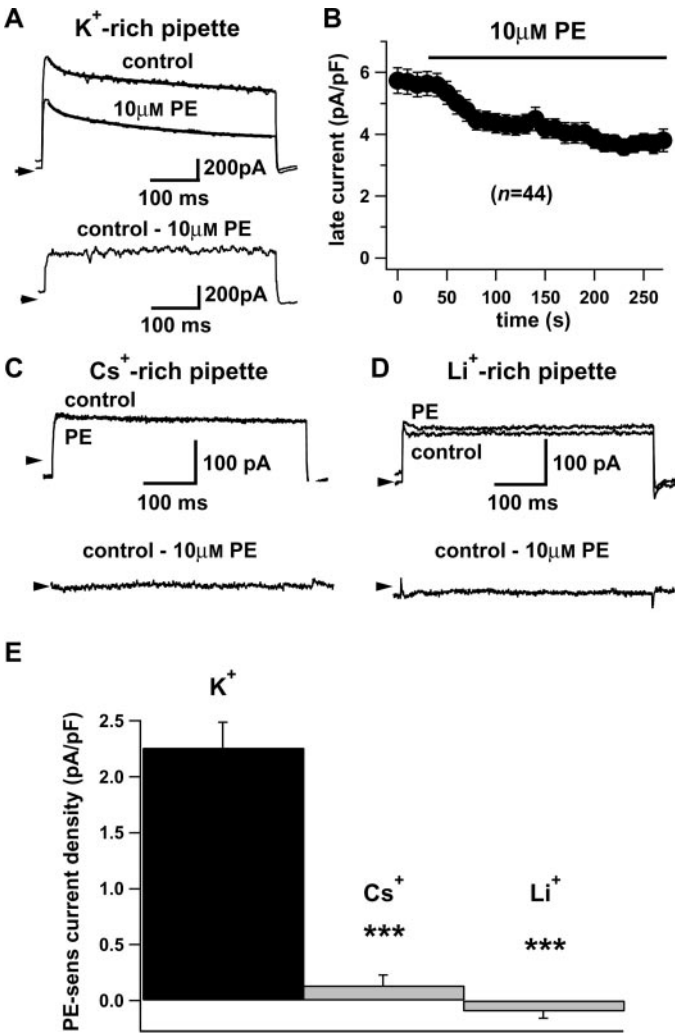 A
K+-rich pipette
control
10μM PE
200pA
100 ms
control - 10μM PE
200pA
100 ms
B
10μM PE
late current (pA/pF)
6
4
2
0
(n=44)
0 50 100 150 200 250
time (s)
C
Cs+-rich pipette
control
PE
100 pA
100 ms
control - 10μM PE
D
Li+-rich pipette
PE
control
100 pA
100 ms
control - 10μM PE
E
PE-sens current density (pA/pF)
2.5
2.0
1.5
1.0
0.5
0.0
K+
Cs+
***
Li+
***